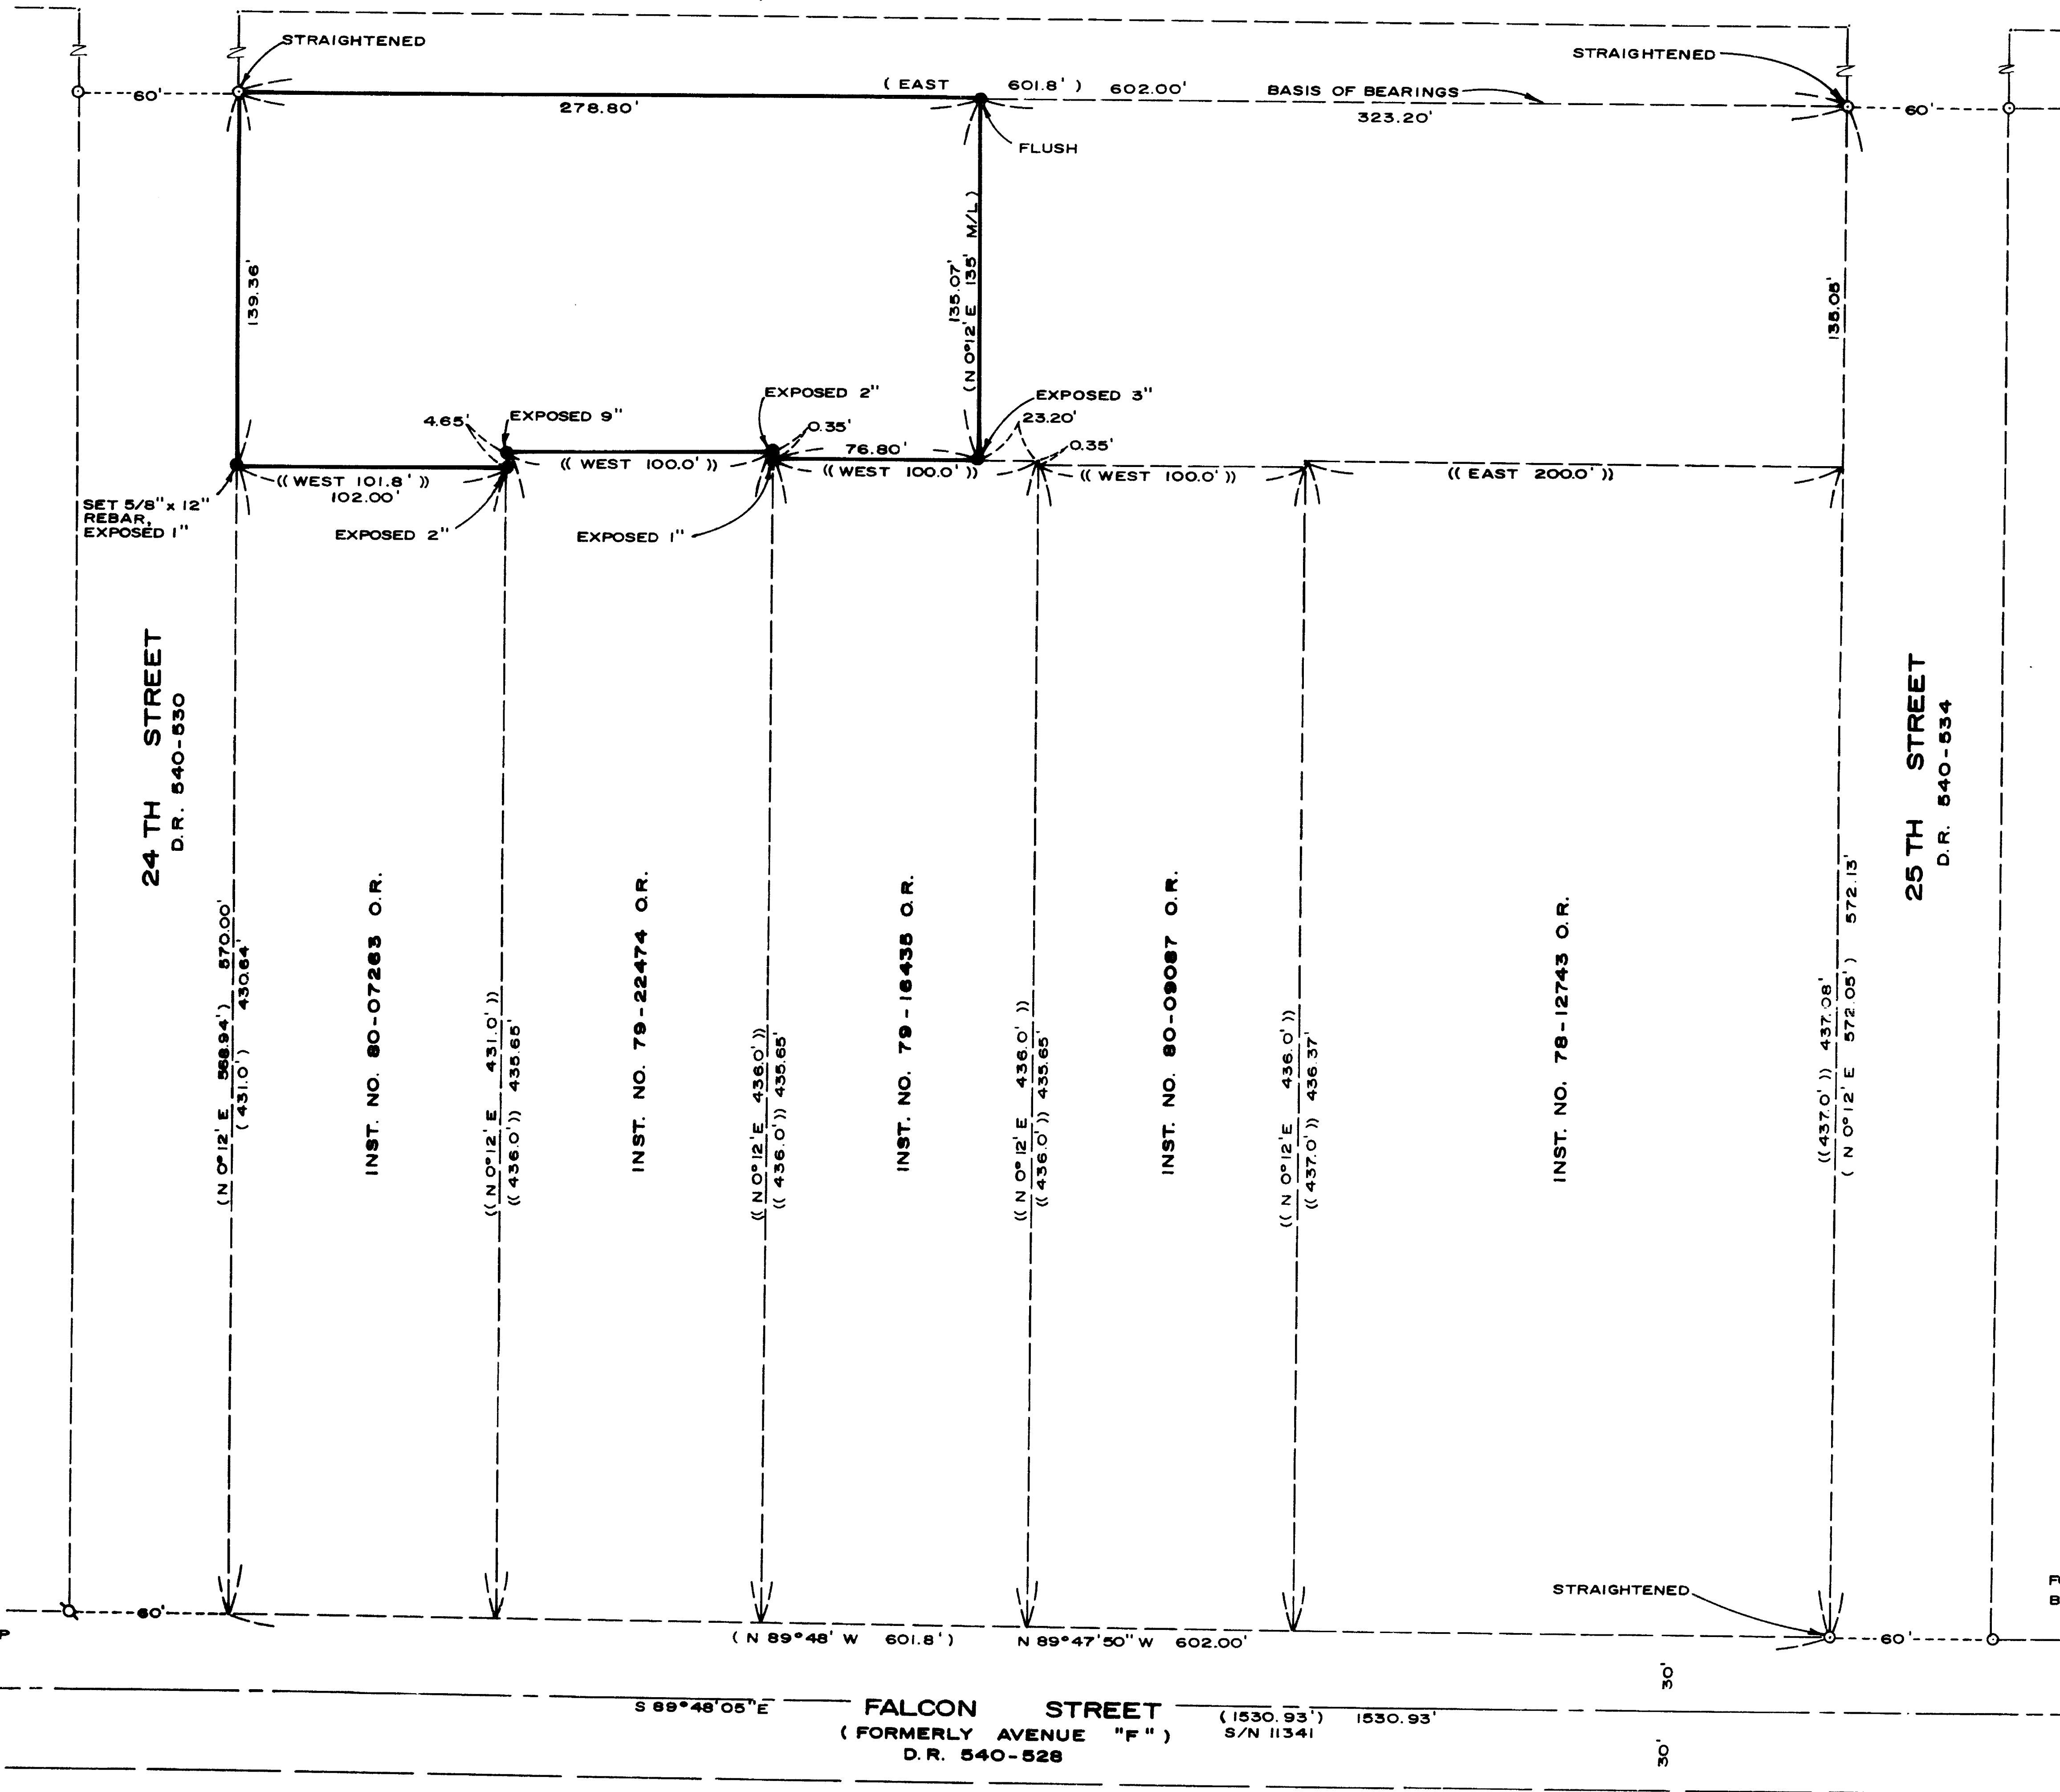 STRAIGHTENED
STRAIGHTENED
60'
( EAST 601.8' ) 602.00'
BASIS OF BEARINGS
60'
278.80'
323.20'
FLUSH
139.36'
135.07'
(N 0°12' E 135' M/L)
135.05'
EXPOSED 2"
EXPOSED 3"
4.65'
EXPOSED 9"
0.35'
23.20'
76.80'
0.35'
(( WEST 100.0' ))
(( WEST 100.0' ))
(( WEST 100.0' ))
(( EAST 200.0' ))
(( WEST 101.8' ))
102.00'
SET 5/8" x 12"
REBAR,
EXPOSED 1"
EXPOSED 2"
EXPOSED 1"
24 TH STREET
D.R. 540-530
25 TH STREET
D.R. 540-534
(N 0°12' E 568.94') 570.00'
( 431.0') 430.64'
INST. NO. 80-07263 O.R.
(( N 0°12' E 431.0' ))
(( 436.0')) 435.65'
INST. NO. 79-22474 O.R.
(( N 0°12'E 436.0' ))
(( 436.0')) 435.65'
INST. NO. 79-16435 O.R.
(( N 0°12'E 436.0' ))
(( 436.0')) 435.65'
INST. NO. 80-09087 O.R.
(( N 0°12'E 436.0' ))
(( 437.0' )) 436.37'
INST. NO. 78-12743 O.R.
(( 437.0' )) 437.08'
( N 0°12' E 572.05' ) 572.13'
STRAIGHTENED
60'
60'
( N 89°48' W 601.8' ) N 89°47'50" W 602.00'
30'
S 89°48'05"E
FALCON STREET
(1530.93') 1530.93'
( FORMERLY AVENUE "F" )
S/N 11341
D.R. 540-528
30'